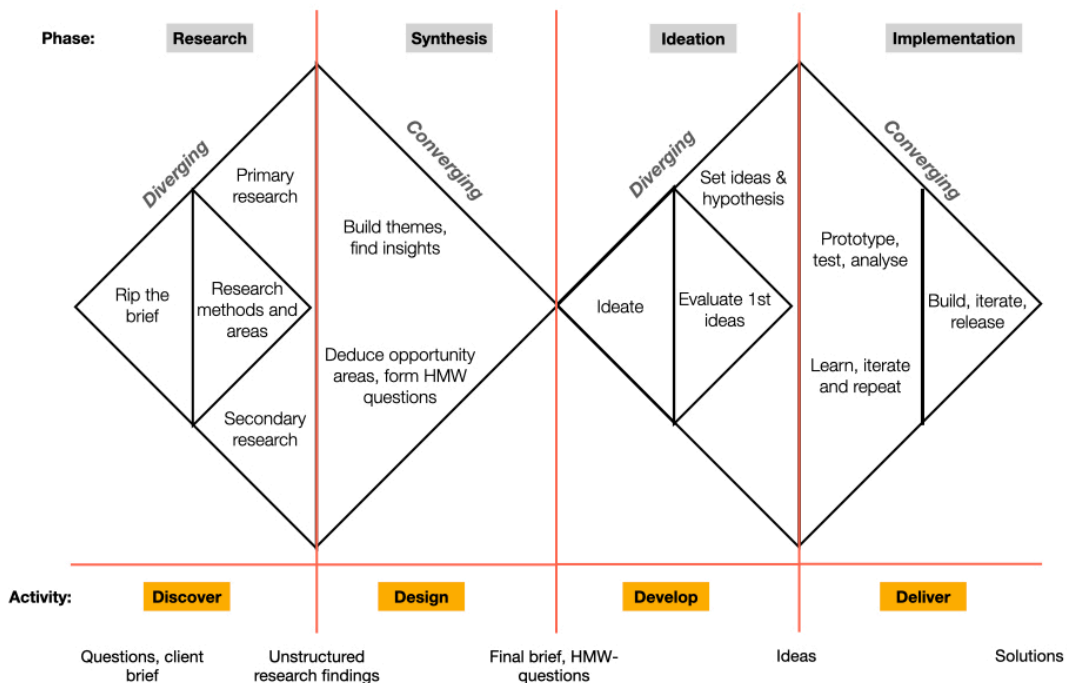 Phase:
Research
Synthesis
Ideation
Implementation
Diverging
Converging
Diverging
Converging
Primary
research
Set ideas &
hypothesis
Build themes,
find insights
Prototype,
test, analyse
Rip the
brief
Research
methods and
areas
Ideate
Evaluate 1st
ideas
Build, iterate,
release
Deduce opportunity
areas, form HMW
questions
Learn, iterate
and repeat
Secondary
research
Activity:
Discover
Design
Develop
Deliver
Questions, client
brief
Unstructured
research findings
Final brief, HMW-
questions
Ideas
Solutions